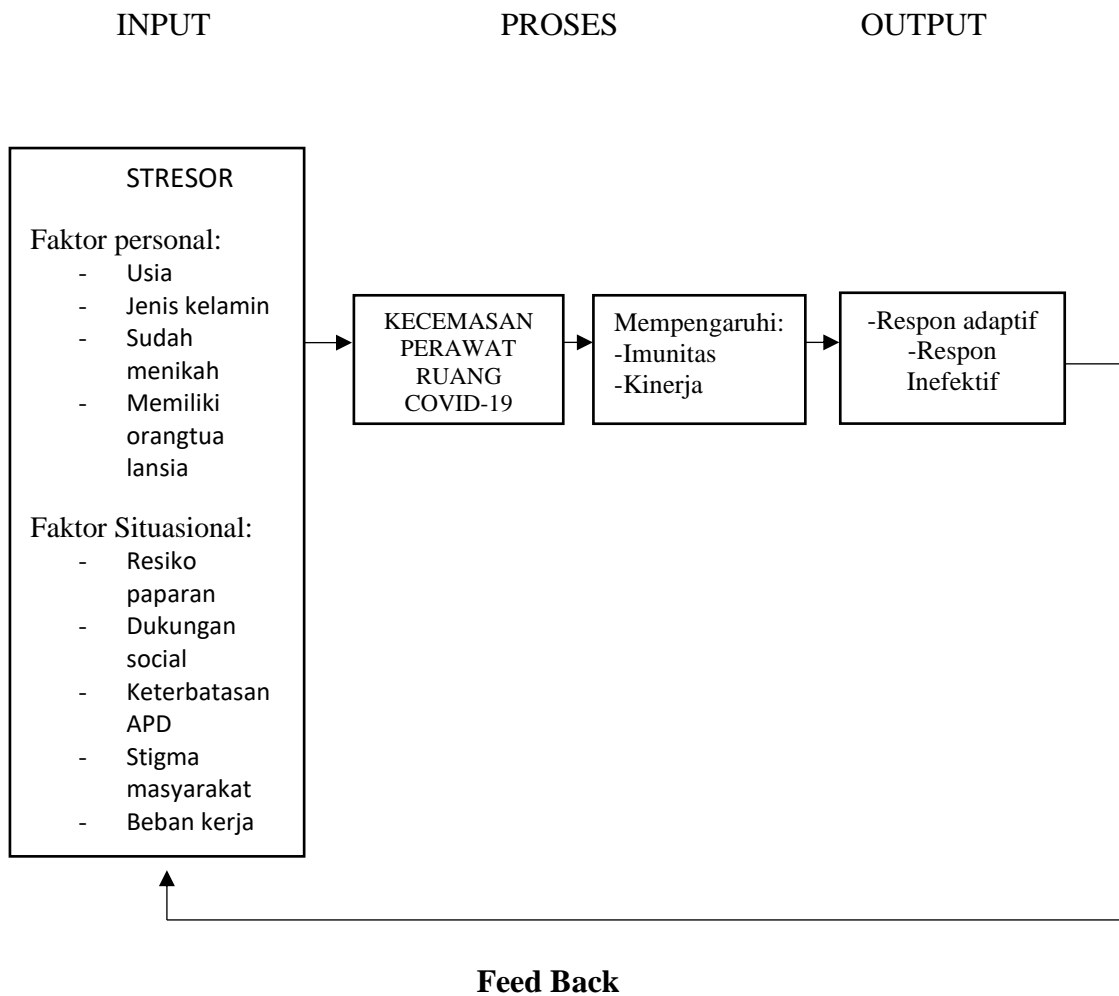 INPUT PROSES OUTPUT
STRESOR
Faktor personal:
- Usia
- Jenis kelamin
- Sudah
menikah
- Memiliki
orangtua
lansia
Faktor Situasional:
- Resiko
paparan
- Dukungan
social
- Keterbatasan
APD
- Stigma
masyarakat
- Beban kerja
KECEMASAN
PERAWAT
RUANG
COVID-19
Mempengaruhi:
-Imunitas
-Kinerja
-Respon adaptif
-Respon
Inefektif
Feed Back